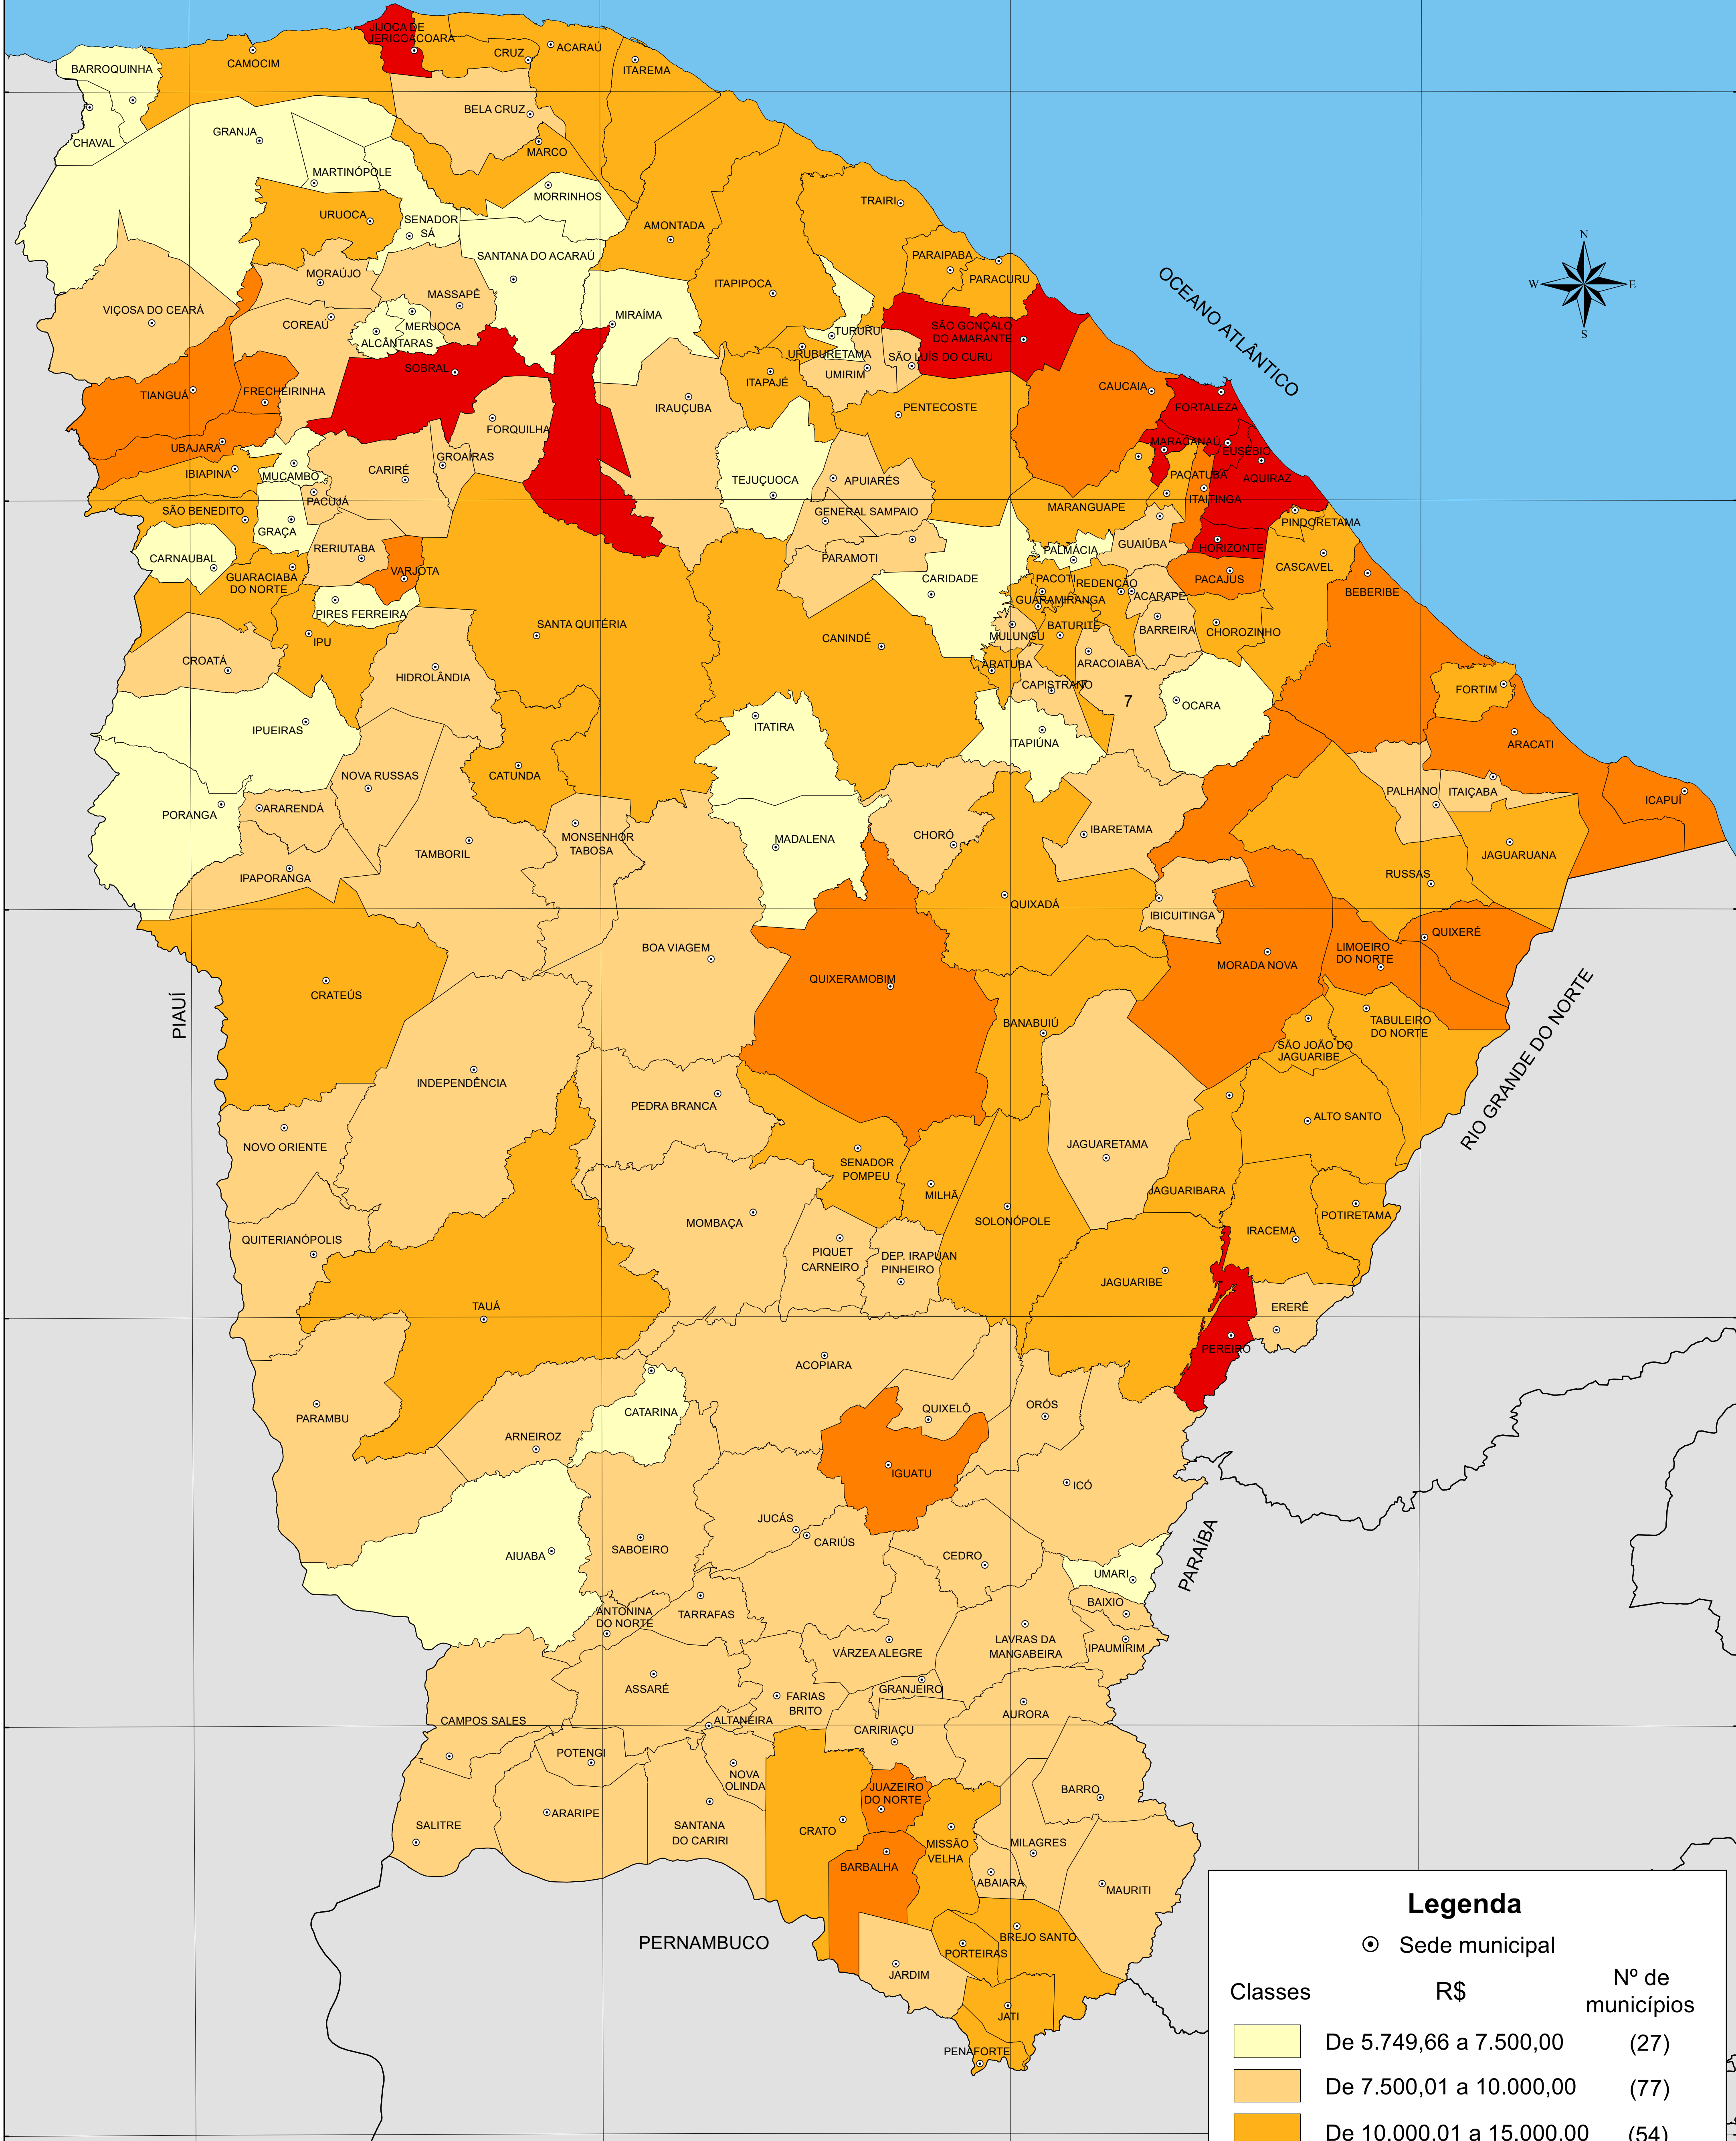 JIJOCA DE
JERICOACOARA
BARROQUINHA
CAMOCIM
CRUZ
ACARAÚ
ITAREMA
CHAVAL
GRANJA
BELA CRUZ
MARCO
MARTINÓPOLE
MORRINHOS
URUOCA
SENADOR
SÁ
AMONTADA
TRAIRI
SANTANA DO ACARAÚ
PARAIPABA
PARACURU
MORAÚJO
MASSAPÊ
ITAPIPOCA
VIÇOSA DO CEARÁ
COREAÚ
MERUOCA
ALCÂNTARAS
MIRAÍMA
TURURU
URUBURETAMA
SÃO GONÇALO
DO AMARANTE
SÃO LUÍS DO CURU
UMIRIM
OCEANO ATLÂNTICO
N
W
E
S
SOBRAL
TIANGUÁ
FRECHEIRINHA
ITAPAJÉ
IRAUÇUBA
PENTECOSTE
CAUCAIA
FORTALEZA
FORQUILHA
UBAJARA
MARACANAÚ
EUSÉBIO
IBIAPINA
MUCAMBO
CARIRÉ
GROAÍRAS
TEJUÇUOCA
APUIARÉS
PACATUBA
AQUIRAZ
PACUJÁ
ITAITINGA
SÃO BENEDITO
GRAÇA
GENERAL SAMPAIO
MARANGUAPE
PINDORETAMA
CARNAUBAL
RERIUTABA
PARAMOTI
PALMÁCIA
GUAIÚBA
HORIZONTE
GUARACIABA
DO NORTE
VARJOTA
CARIDADE
PACOTI
REDENÇÃO
PACAJUS
CASCAVEL
PIRES FERREIRA
GUARAMIRANGA
ACARAPE
BEBERIBE
IPU
SANTA QUITÉRIA
CANINDÉ
MULUNGU
BATURITÉ
BARREIRA
CHOROZINHO
CROATÁ
HIDROLÂNDIA
ARATUBA
ARACOIABA
CAPISTRANO
7
OCARA
FORTIM
IPUEIRAS
ITATIRA
ITAPIÚNA
ARACATI
NOVA RUSSAS
CATUNDA
PORANGA
ARARENDÁ
PALHANO
ITAIÇABA
ICAPUÍ
MONSENHOR
TABOSA
MADALENA
CHORÓ
IBARETAMA
TAMBORIL
JAGUARUANA
IPAPORANGA
RUSSAS
QUIXADÁ
IBICUITINGA
BOA VIAGEM
LIMOEIRO
DO NORTE
QUIXERÉ
QUIXERAMOBIM
MORADA NOVA
CRATEÚS
PIAUÍ
BANABUIÚ
TABULEIRO
DO NORTE
SÃO JOÃO DO
JAGUARIBE
RIO GRANDE DO NORTE
INDEPENDÊNCIA
PEDRA BRANCA
ALTO SANTO
NOVO ORIENTE
SENADOR
POMPEU
JAGUARETAMA
MILHÃ
JAGUARIBARA
MOMBAÇA
SOLONÓPOLE
IRACEMA
POTIRETAMA
QUITERIANÓPOLIS
PIQUET
CARNEIRO
DEP. IRAPUAN
PINHEIRO
JAGUARIBE
TAUÁ
ERERÊ
PEREIRO
ACOPIARA
PARAMBU
CATARINA
QUIXELÔ
ORÓS
ARNEIROZ
IGUATU
ICÓ
JUCÁS
CARIÚS
SABOEIRO
AIUABA
CEDRO
UMARI
PARAÍBA
BAIXIO
ANTONINA
DO NORTE
TARRAFAS
LAVRAS DA
MANGABEIRA
IPAUMIRIM
VÁRZEA ALEGRE
ASSARÉ
FARIAS
BRITO
GRANJEIRO
AURORA
CAMPOS SALES
ALTANEIRA
CARIRIAÇU
POTENGI
NOVA
OLINDA
JUAZEIRO
DO NORTE
BARRO
SALITRE
ARARIPE
SANTANA
DO CARIRI
CRATO
MISSÃO
VELHA
MILAGRES
BARBALHA
ABAIARA
MAURITI
PERNAMBUCO
BREJO SANTO
PORTEIRAS
JARDIM
JATI
PENAFORTE
Legenda
Sede municipal
Classes R$ Nº de
municípios
De 5.749,66 a 7.500,00 (27)
De 7.500,01 a 10.000,00 (77)
De 10.000,01 a 15.000,00 (54)